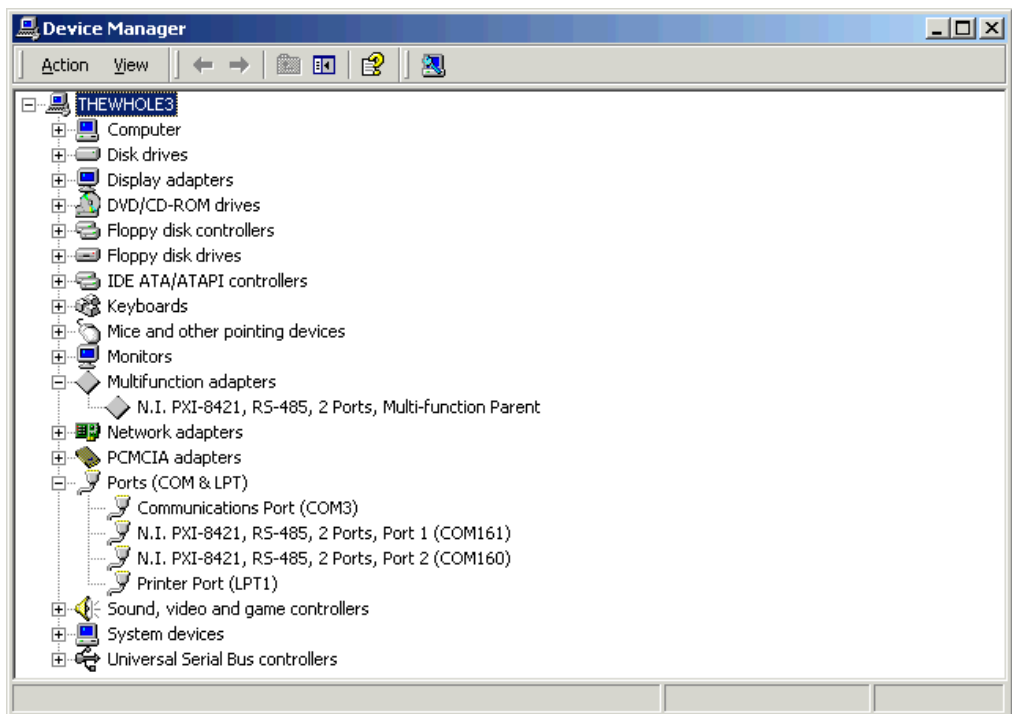 Device Manager
Action View
THEWHOLE3
Computer
Disk drives
Display adapters
DVD/CD-ROM drives
Floppy disk controllers
Floppy disk drives
IDE ATA/ATAPI controllers
Keyboards
Mice and other pointing devices
Monitors
Multifunction adapters
N.I. PXI-8421, RS-485, 2 Ports, Multi-function Parent
Network adapters
PCMCIA adapters
Ports (COM & LPT)
Communications Port (COM3)
N.I. PXI-8421, RS-485, 2 Ports, Port 1 (COM161)
N.I. PXI-8421, RS-485, 2 Ports, Port 2 (COM160)
Printer Port (LPT1)
Sound, video and game controllers
System devices
Universal Serial Bus controllers